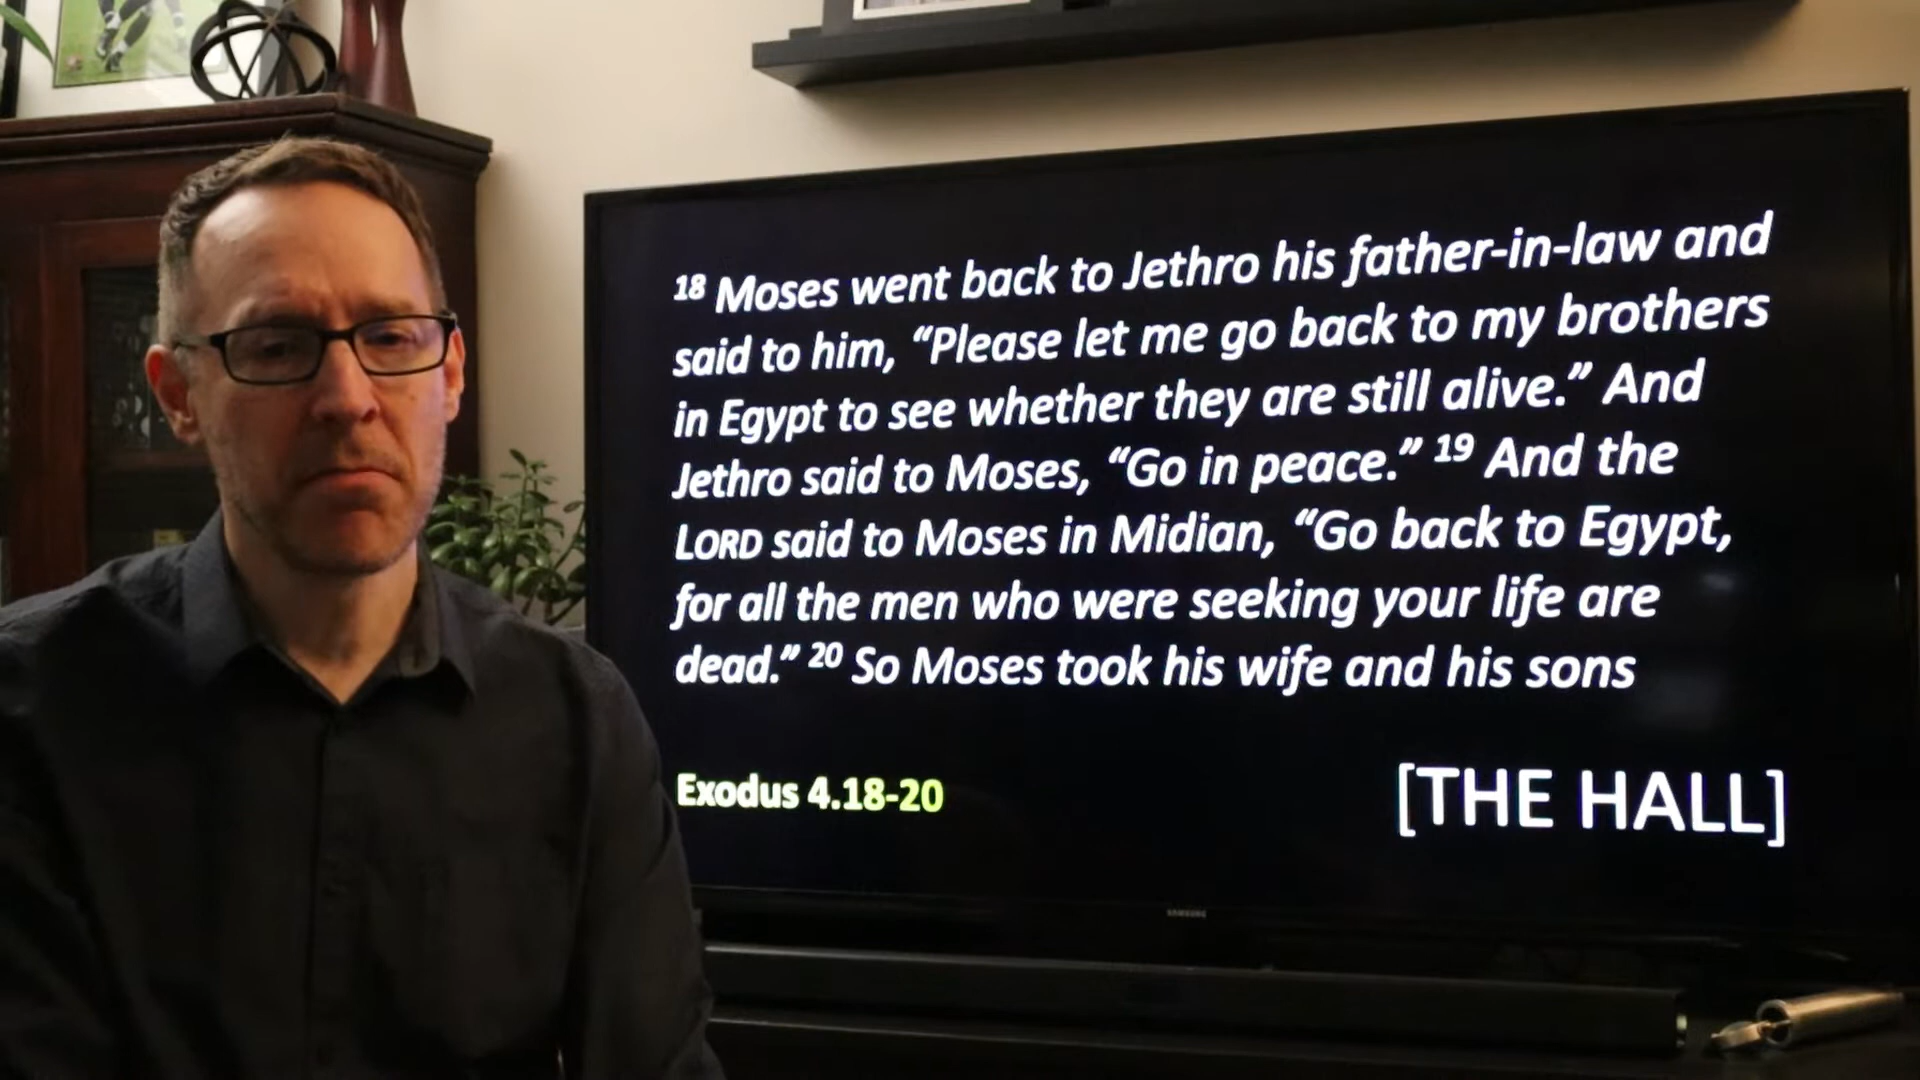 ¹⁸ Moses went back to Jethro his father-in-law and
said to him, “Please let me go back to my brothers
in Egypt to see whether they are still alive.” And
Jethro said to Moses, “Go in peace.” ¹⁹ And the
LORD said to Moses in Midian, “Go back to Egypt,
for all the men who were seeking your life are
dead.” ²⁰ So Moses took his wife and his sons
Exodus 4.18-20
[THE HALL]
SAMSUNG